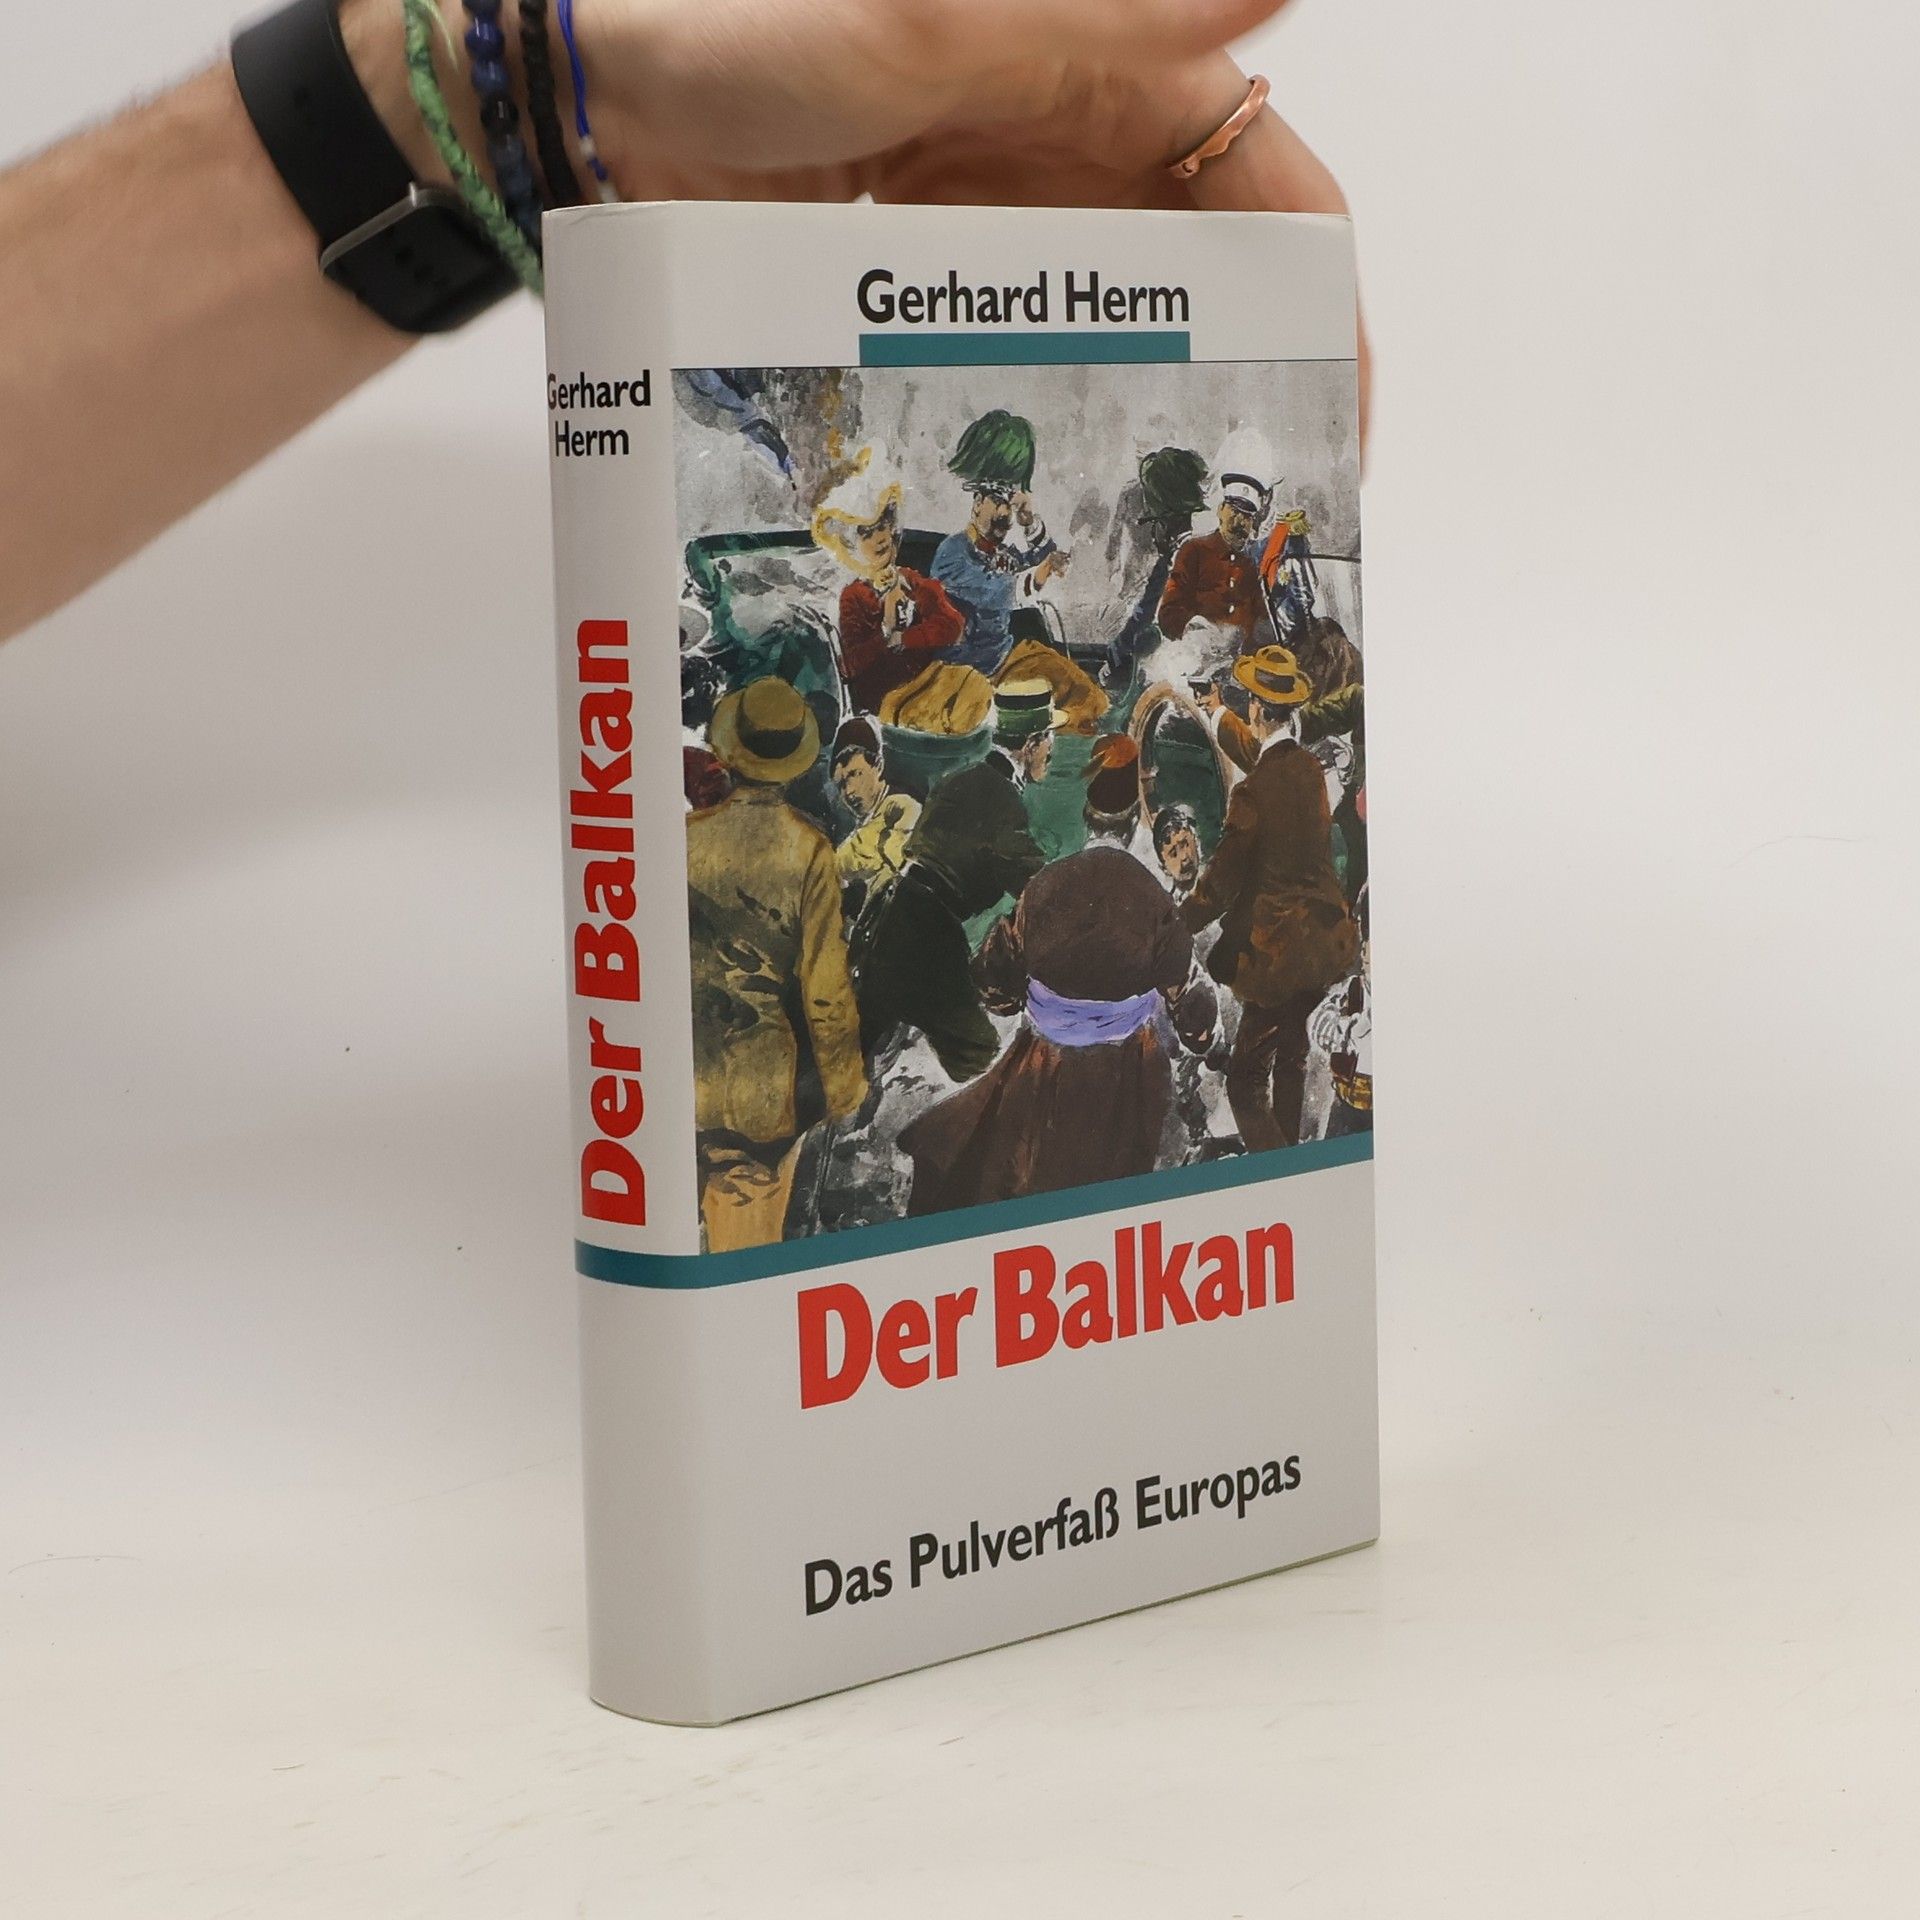 Gerhard Herm
Gerhard
Herm
Der Balkan
Der Balkan
Das Pulverfaß Europas